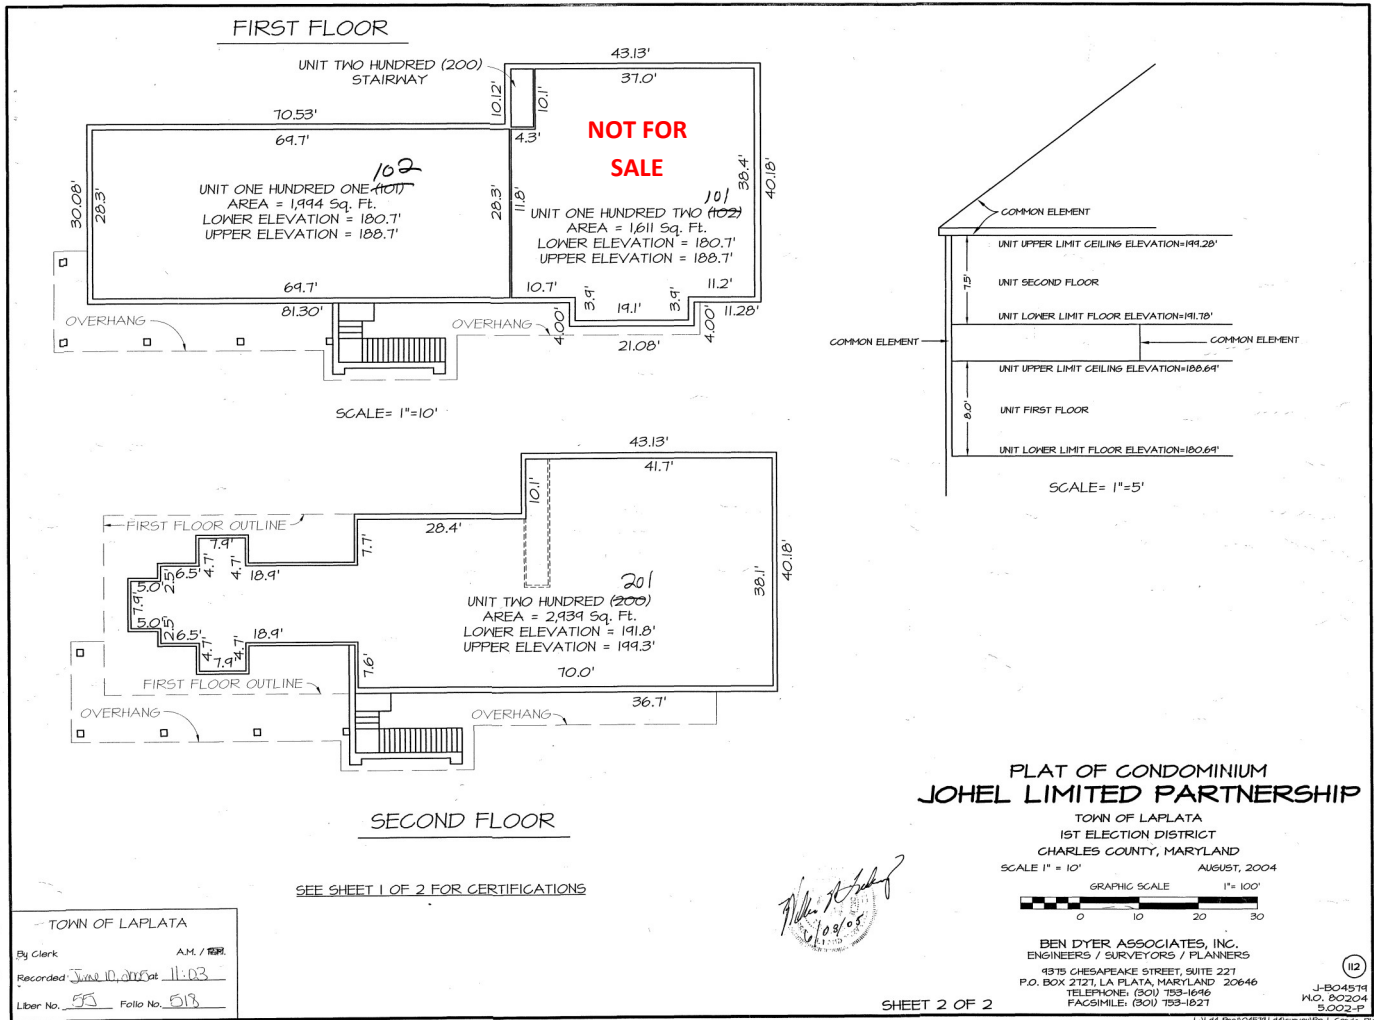 FIRST FLOOR
UNIT TWO HUNDRED (200)
STAIRWAY
43.13'
37.0'
10.12'
10.1'
70.53'
69.7'
4.3'
NOT FOR
SALE
102
UNIT ONE HUNDRED ONE (101)
AREA = 1,994 Sq. Ft.
LOWER ELEVATION = 180.7'
UPPER ELEVATION = 188.7'
30.08'
28.3'
28.3'
11.8'
38.4'
40.18'
101
UNIT ONE HUNDRED TWO (102)
AREA = 1,611 Sq. Ft.
LOWER ELEVATION = 180.7'
UPPER ELEVATION = 188.7'
69.7'
10.7'
3.9'
19.1'
3.9'
11.2'
81.30'
OVERHANG
OVERHANG
4.00'
21.08'
4.00'
11.28'
SCALE= 1"=10'
COMMON ELEMENT
UNIT UPPER LIMIT CEILING ELEVATION=199.28'
7.5'
UNIT SECOND FLOOR
UNIT LOWER LIMIT FLOOR ELEVATION=191.78'
COMMON ELEMENT
COMMON ELEMENT
UNIT UPPER LIMIT CEILING ELEVATION=188.69'
8.0'
UNIT FIRST FLOOR
UNIT LOWER LIMIT FLOOR ELEVATION=180.69'
SCALE= 1"=5'
43.13'
41.7'
10.1'
FIRST FLOOR OUTLINE
28.4'
7.7'
7.9'
4.7'
4.7'
6.5'
18.9'
2.5'
5.0'
7.9'
5.0'
2.5'
6.5'
18.9'
4.7'
4.7'
7.9'
7.6'
38.1'
40.18'
201
UNIT TWO HUNDRED (200)
AREA = 2,939 Sq. Ft.
LOWER ELEVATION = 191.8'
UPPER ELEVATION = 199.3'
70.0'
FIRST FLOOR OUTLINE
36.7'
OVERHANG
OVERHANG
SECOND FLOOR
SEE SHEET 1 OF 2 FOR CERTIFICATIONS
PLAT OF CONDOMINIUM
JOHEL LIMITED PARTNERSHIP
TOWN OF LAPLATA
1ST ELECTION DISTRICT
CHARLES COUNTY, MARYLAND
SCALE 1" = 10' AUGUST, 2004
GRAPHIC SCALE 1"= 100'
0 10 20 30
BEN DYER ASSOCIATES, INC.
ENGINEERS / SURVEYORS / PLANNERS
9375 CHESAPEAKE STREET, SUITE 227
P.O. BOX 2727, LA PLATA, MARYLAND 20646
TELEPHONE: (301) 753-1696
FACSIMILE: (301) 753-1827
112
J-B04579
W.O. 80204
5.002-P
SHEET 2 OF 2
6/03/05
TOWN OF LAPLATA
By Clerk A.M. / P.M.
Recorded June 10, 2005 at 11:03
Liber No. 55 Folio No. 518